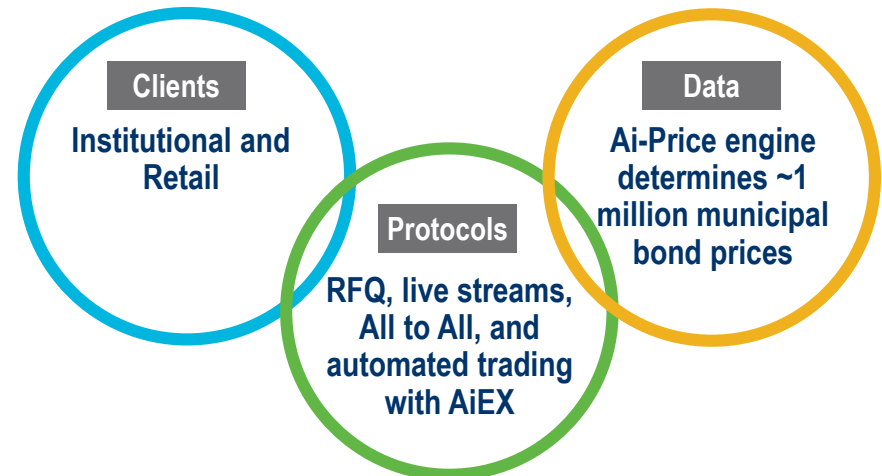 Clients
Institutional and
Retail
Protocols
RFQ, live streams,
All to All, and
automated trading
with AiEX
Data
Ai-Price engine
determines ~1
million municipal
bond prices